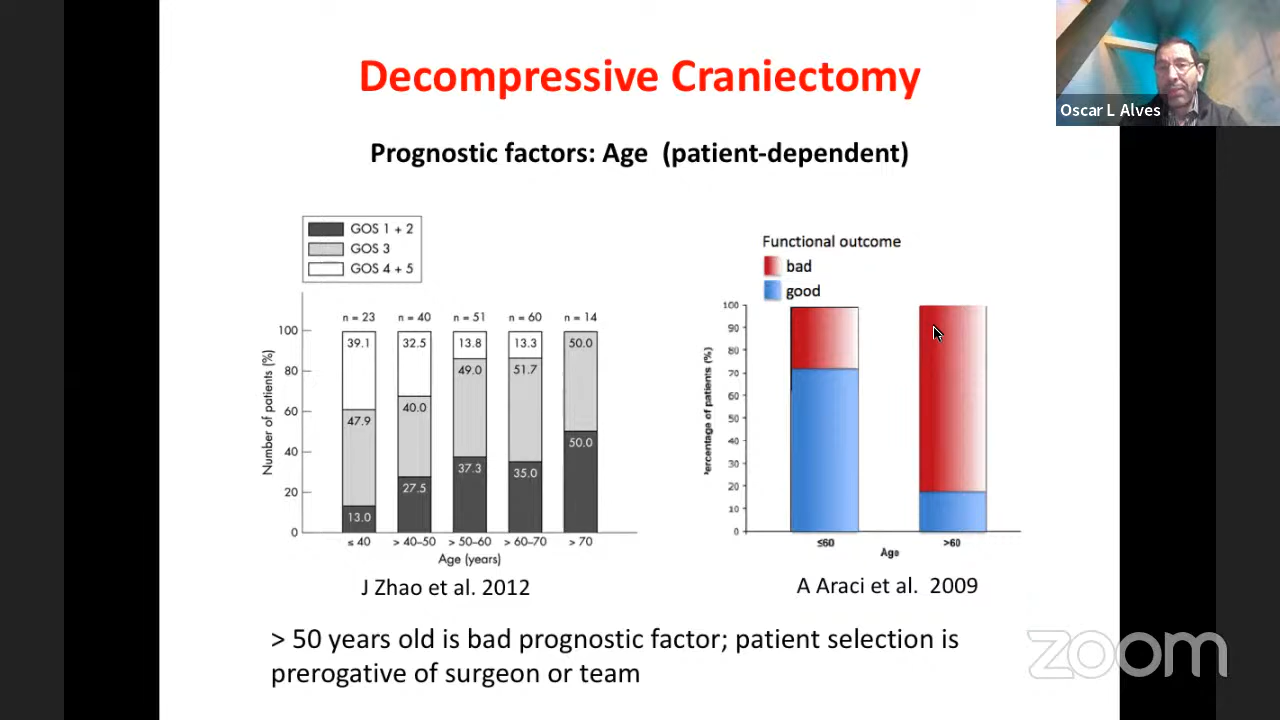 Decompressive Craniectomy
Oscar L Alves
Prognostic factors: Age (patient-dependent)
GOS 1 + 2
GOS 3
GOS 4 + 5
n = 23 n = 40 n = 51 n = 60 n = 14
100
80
60
40
20
0
Number of patients (%)
39.1 32.5 13.8 13.3 50.0
47.9 40.0 49.0 51.7
13.0 27.5 37.3 35.0 50.0
≤ 40 > 40–50 > 50–60 > 60–70 > 70
Age (years)
J Zhao et al. 2012
Functional outcome
bad
good
100
90
80
70
60
50
40
30
20
10
0
ercentage of patients (%)
≤60 >60
Age
A Araci et al. 2009
> 50 years old is bad prognostic factor; patient selection is
prerogative of surgeon or team
zoom